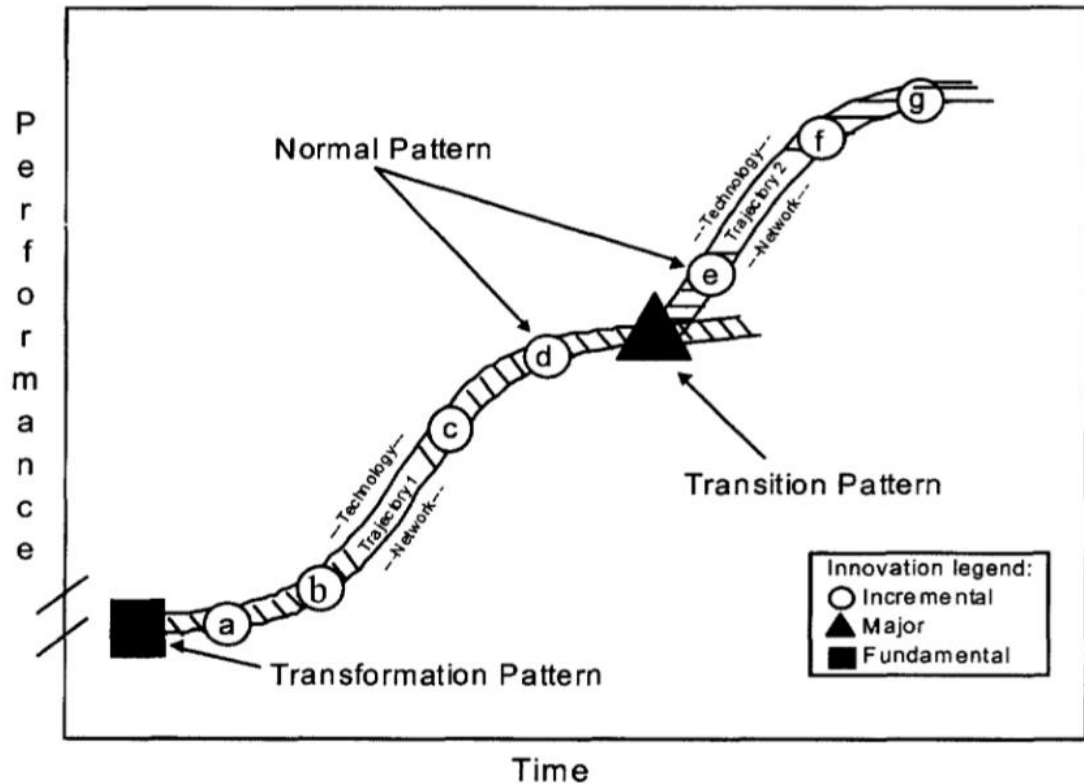 Performance
Normal Pattern
---Technology---
Trajectory 2
---Network---
g
f
e
d
c
b
a
---Technology---
Trajectory 1
---Network---
Transition Pattern
Transformation Pattern
Innovation legend:
Incremental
Major
Fundamental
Time